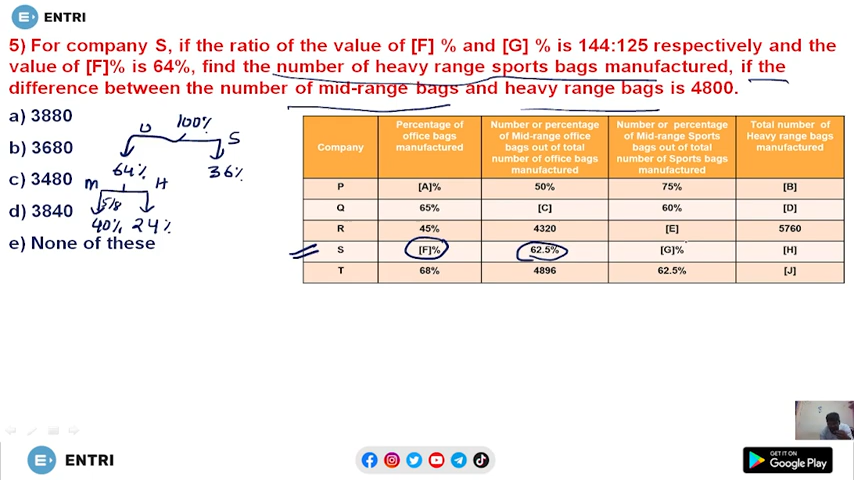 ENTRI
5) For company S, if the ratio of the value of [F] % and [G] % is 144:125 respectively and the
value of [F]% is 64%, find the number of heavy range sports bags manufactured, if the
difference between the number of mid-range bags and heavy range bags is 4800.
a) 3880
b) 3680
c) 3480
d) 3840
e) None of these
100%
O S
64% 36%
M H
5/8
40% 24%
Company
Percentage of
office bags
manufactured
Number or percentage
of Mid-range office
bags out of total
number of office bags
manufactured
Number or percentage
of Mid-range Sports
bags out of total
number of Sports bags
manufactured
Total number of
Heavy range bags
manufactured
P [A]% 50% 75% [B]
Q 65% [C] 60% [D]
R 45% 4320 [E] 5760
S [F]% 62.5% [G]% [H]
T 68% 4896 62.5% [J]
E ENTRI
GET IT ON
Google Play